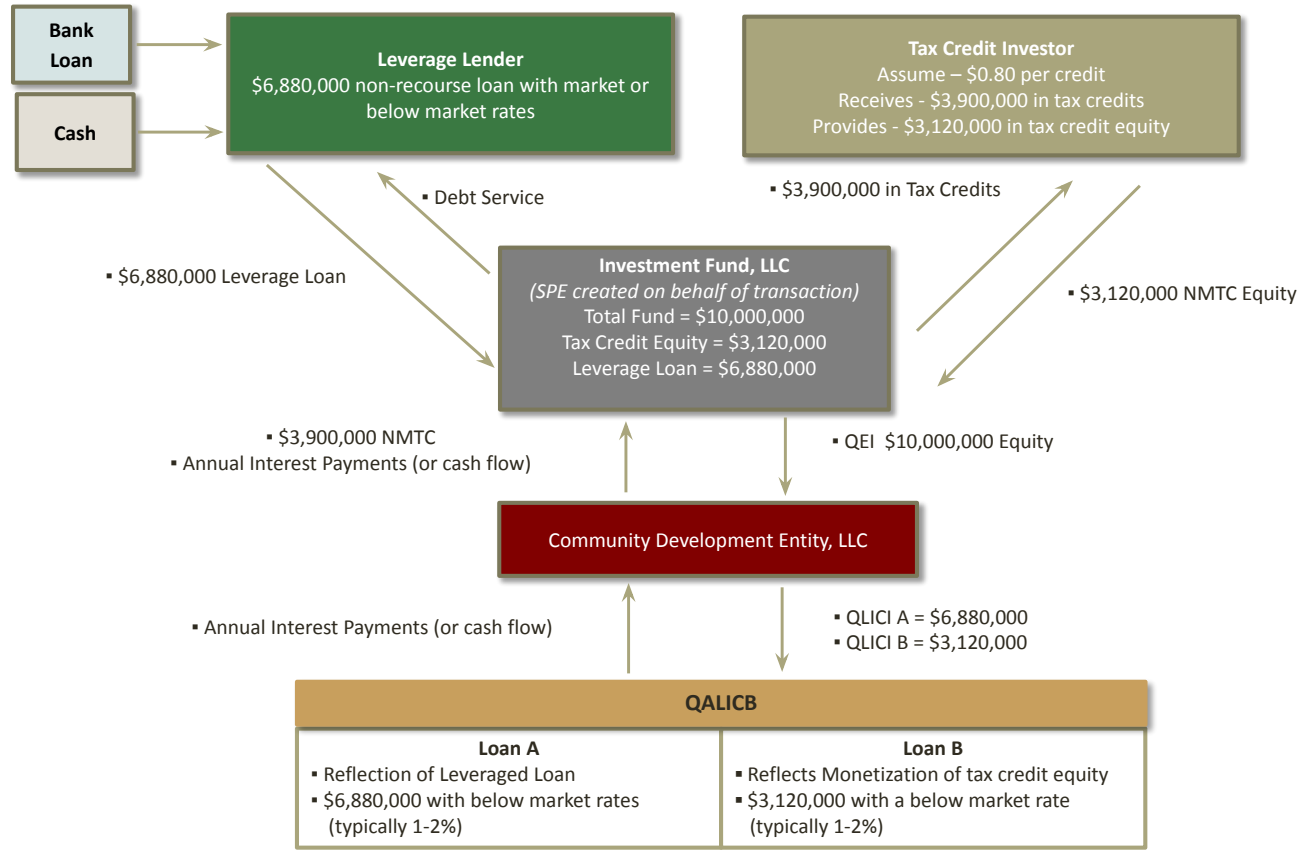 Bank
Loan
Cash
Leverage Lender
$6,880,000 non-recourse loan with market or
below market rates
Tax Credit Investor
Assume – $0.80 per credit
Receives - $3,900,000 in tax credits
Provides - $3,120,000 in tax credit equity
▪ Debt Service
▪ $3,900,000 in Tax Credits
▪ $6,880,000 Leverage Loan
▪ $3,120,000 NMTC Equity
Investment Fund, LLC
(SPE created on behalf of transaction)
Total Fund = $10,000,000
Tax Credit Equity = $3,120,000
Leverage Loan = $6,880,000
▪ $3,900,000 NMTC
▪ Annual Interest Payments (or cash flow)
▪ QEI $10,000,000 Equity
Community Development Entity, LLC
▪ Annual Interest Payments (or cash flow)
▪ QLICI A = $6,880,000
▪ QLICI B = $3,120,000
QALICB
Loan A
▪ Reflection of Leveraged Loan
▪ $6,880,000 with below market rates
(typically 1-2%)
Loan B
▪ Reflects Monetization of tax credit equity
▪ $3,120,000 with a below market rate
(typically 1-2%)